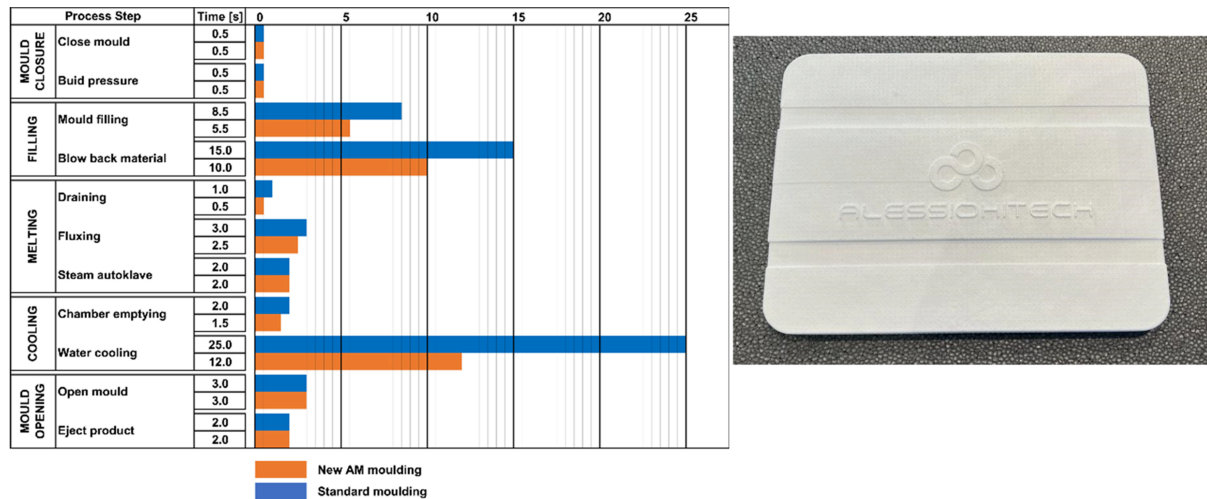 Process Step Time [s] 0 5 10 15 20 25
MOULD CLOSURE
Close mould 0.5
0.5
Buid pressure 0.5
0.5
FILLING
Mould filling 8.5
5.5
Blow back material 15.0
10.0
MELTING
Draining 1.0
0.5
Fluxing 3.0
2.5
Steam autoklave 2.0
2.0
COOLING
Chamber emptying 2.0
1.5
Water cooling 25.0
12.0
MOULD OPENING
Open mould 3.0
3.0
Eject product 2.0
2.0
New AM moulding
Standard moulding
ALESSIOHITECH